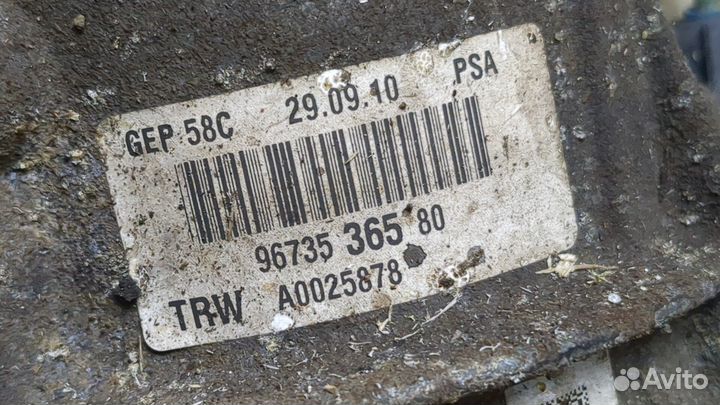 GEP 58C 29.09.10 PSA
96735 365 80
TRW A0025878
Avito